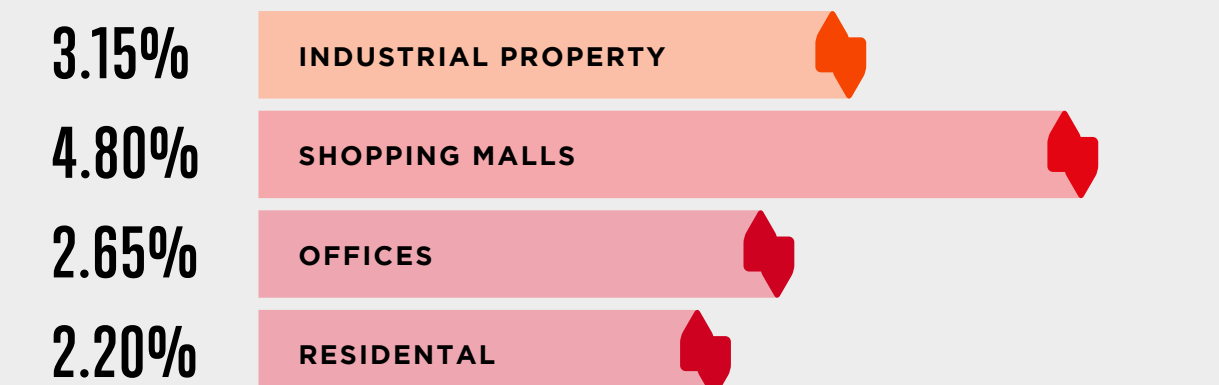 3.15% INDUSTRIAL PROPERTY
4.80% SHOPPING MALLS
2.65% OFFICES
2.20% RESIDENTAL